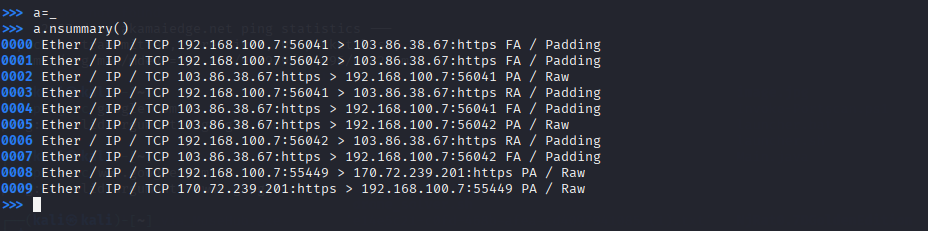 >>> a=_
>>> a.nsummary()
0000 Ether / IP / TCP 192.168.100.7:56041 > 103.86.38.67:https FA / Padding
0001 Ether / IP / TCP 192.168.100.7:56042 > 103.86.38.67:https FA / Padding
0002 Ether / IP / TCP 103.86.38.67:https > 192.168.100.7:56041 PA / Raw
0003 Ether / IP / TCP 192.168.100.7:56041 > 103.86.38.67:https RA / Padding
0004 Ether / IP / TCP 103.86.38.67:https > 192.168.100.7:56041 FA / Padding
0005 Ether / IP / TCP 103.86.38.67:https > 192.168.100.7:56042 PA / Raw
0006 Ether / IP / TCP 192.168.100.7:56042 > 103.86.38.67:https RA / Padding
0007 Ether / IP / TCP 103.86.38.67:https > 192.168.100.7:56042 FA / Padding
0008 Ether / IP / TCP 192.168.100.7:55449 > 170.72.239.201:https PA / Raw
0009 Ether / IP / TCP 170.72.239.201:https > 192.168.100.7:55449 PA / Raw
>>>